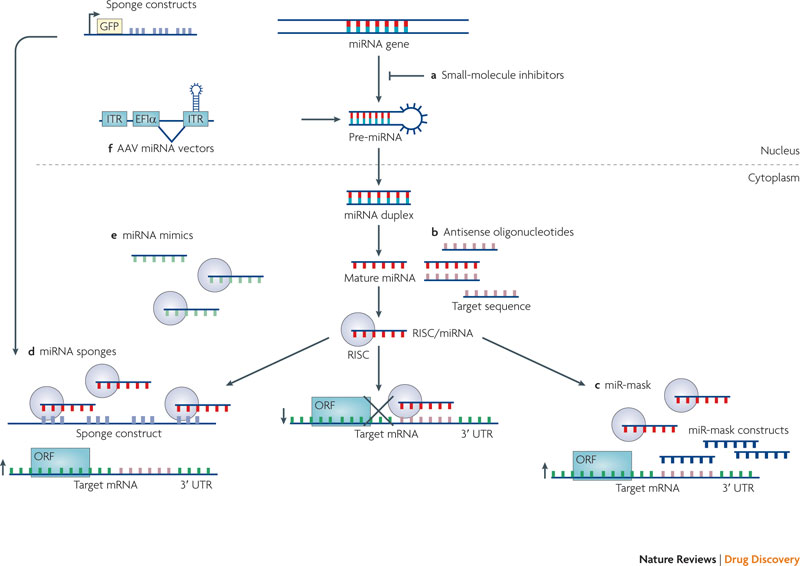 Sponge constructs
GFP
miRNA gene
a Small-molecule inhibitors
ITR EF1α ITR
f AAV miRNA vectors
Pre-miRNA
Nucleus
Cytoplasm
miRNA duplex
e miRNA mimics
b Antisense oligonucleotides
Mature miRNA
Target sequence
RISC/miRNA
RISC
d miRNA sponges
Sponge construct
ORF
Target mRNA 3′ UTR
ORF
Target mRNA 3′ UTR
c miR-mask
miR-mask constructs
ORF
Target mRNA 3′ UTR
Nature Reviews | Drug Discovery